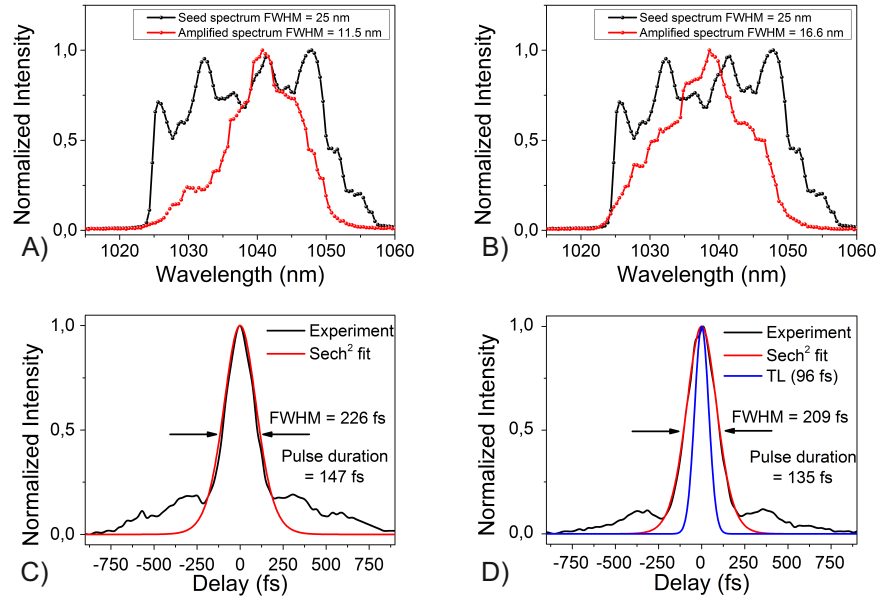 Seed spectrum FWHM = 25 nm
Amplified spectrum FWHM = 11.5 nm
1,0
0,5
0,0
Normalized Intensity
1020 1030 1040 1050 1060
Wavelength (nm)
A)
Seed spectrum FWHM = 25 nm
Amplified spectrum FWHM = 16.6 nm
1,0
0,5
0,0
Normalized Intensity
1020 1030 1040 1050 1060
Wavelength (nm)
B)
Experiment
Sech² fit
FWHM = 226 fs
Pulse duration
= 147 fs
1,0
0,5
0.0
Normalized Intensity
-750 -500 -250 0 250 500 750
Delay (fs)
C)
Experiment
Sech² fit
TL (96 fs)
FWHM = 209 fs
Pulse duration
= 135 fs
1,0
0,5
0.0
Normalized Intensity
-750 -500 -250 0 250 500 750
Delay (fs)
D)